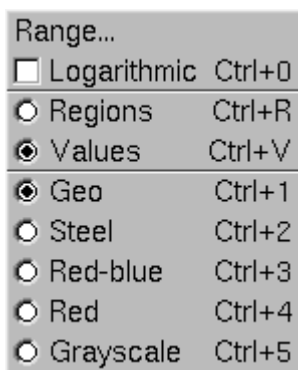 Range...
Logarithmic Ctrl+0
Regions Ctrl+R
Values Ctrl+V
Geo Ctrl+1
Steel Ctrl+2
Red-blue Ctrl+3
Red Ctrl+4
Grayscale Ctrl+5